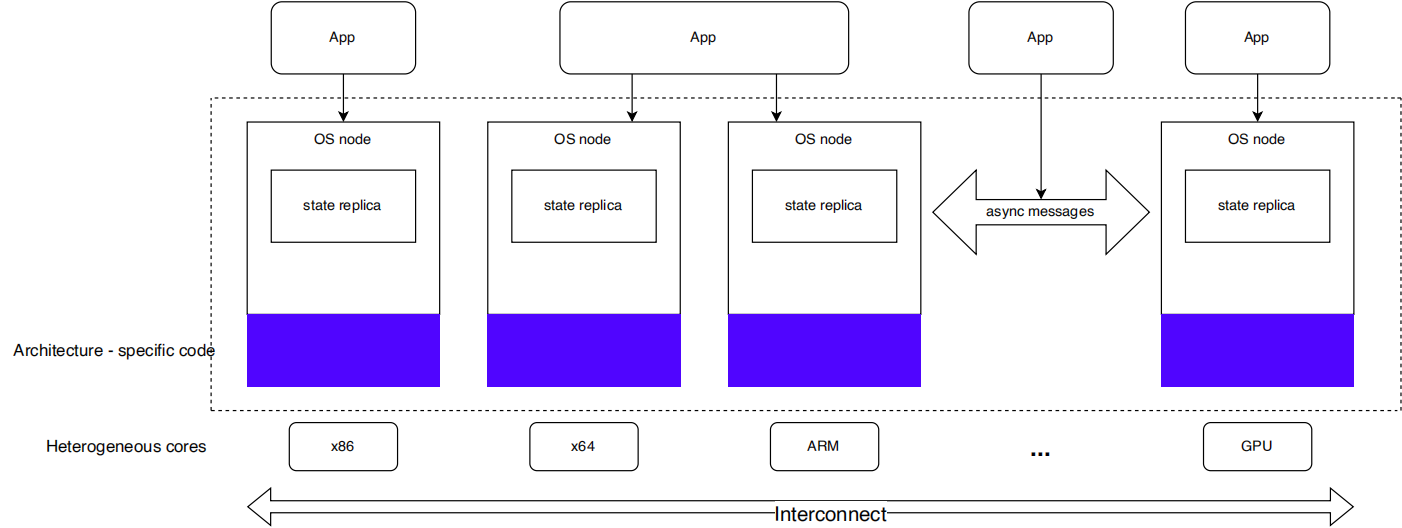 App
App
App
App
OS node
OS node
OS node
OS node
state replica
state replica
state replica
async messages
state replica
Architecture - specific code
Heterogeneous cores
x86
x64
ARM
...
GPU
Interconnect